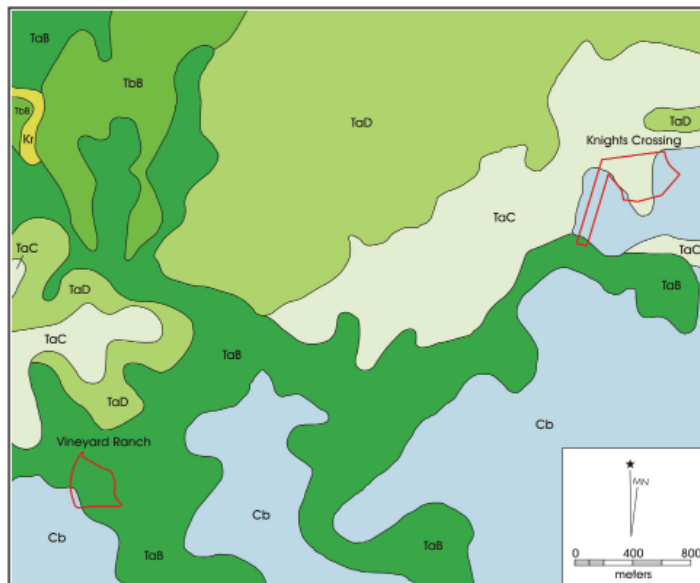 TaB
TbB
TbB
Kr
TaD
TaD
Knights Crossing
TaC
TaC
TaC
TaD
TaB
TaC
TaB
TaD
Cb
Vineyard Ranch
Cb
Cb
TaB
TaB
MN
0 400 800
meters